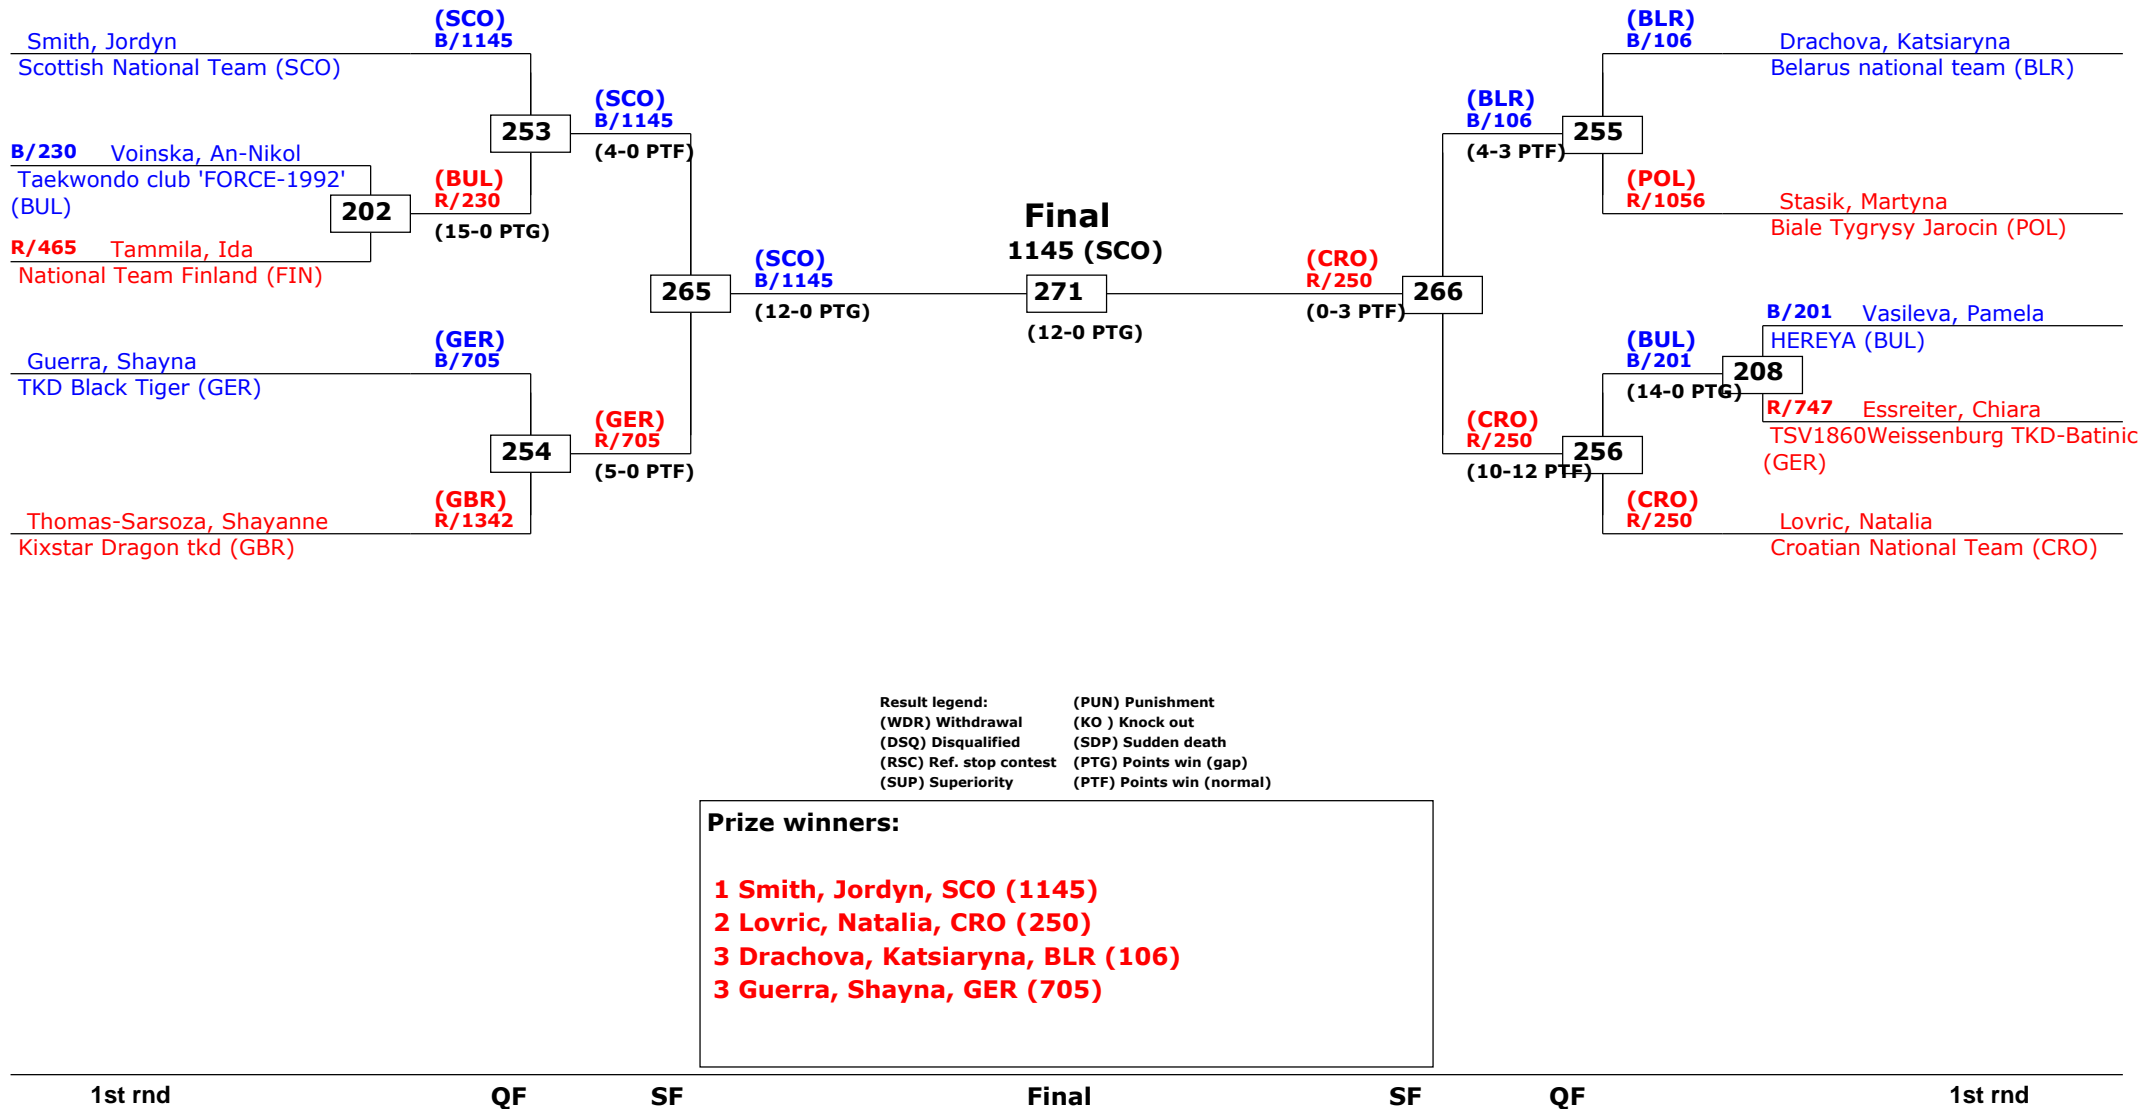 (SCO)
B/1145
Smith, Jordyn
Scottish National Team (SCO)
253
(SCO)
B/1145
(4-0 PTF)
B/230 Voinska, An-Nikol
Taekwondo club 'FORCE-1992'
(BUL)
202
(BUL)
R/230
(15-0 PTG)
R/465 Tammila, Ida
National Team Finland (FIN)
265
(SCO)
B/1145
(12-0 PTG)
(GER)
B/705
Guerra, Shayna
TKD Black Tiger (GER)
254
(GER)
R/705
(5-0 PTF)
(GBR)
R/1342
Thomas-Sarsoza, Shayanne
Kixstar Dragon tkd (GBR)
Final
1145 (SCO)
271
(12-0 PTG)
(BLR)
B/106
Drachova, Katsiaryna
Belarus national team (BLR)
(BLR)
B/106
255
(4-3 PTF)
(POL)
R/1056
Stasik, Martyna
Biale Tygrysy Jarocin (POL)
(CRO)
R/250
266
(0-3 PTF)
B/201 Vasileva, Pamela
HEREYA (BUL)
(BUL)
B/201
208
(14-0 PTG)
R/747 Essreiter, Chiara
TSV1860Weissenburg TKD-Batinic
(GER)
(CRO)
R/250
256
(10-12 PTF)
(CRO)
R/250
Lovric, Natalia
Croatian National Team (CRO)
Result legend: (PUN) Punishment
(WDR) Withdrawal (KO ) Knock out
(DSQ) Disqualified (SDP) Sudden death
(RSC) Ref. stop contest (PTG) Points win (gap)
(SUP) Superiority (PTF) Points win (normal)
Prize winners:
1 Smith, Jordyn, SCO (1145)
2 Lovric, Natalia, CRO (250)
3 Drachova, Katsiaryna, BLR (106)
3 Guerra, Shayna, GER (705)
1st rnd QF SF Final SF QF 1st rnd